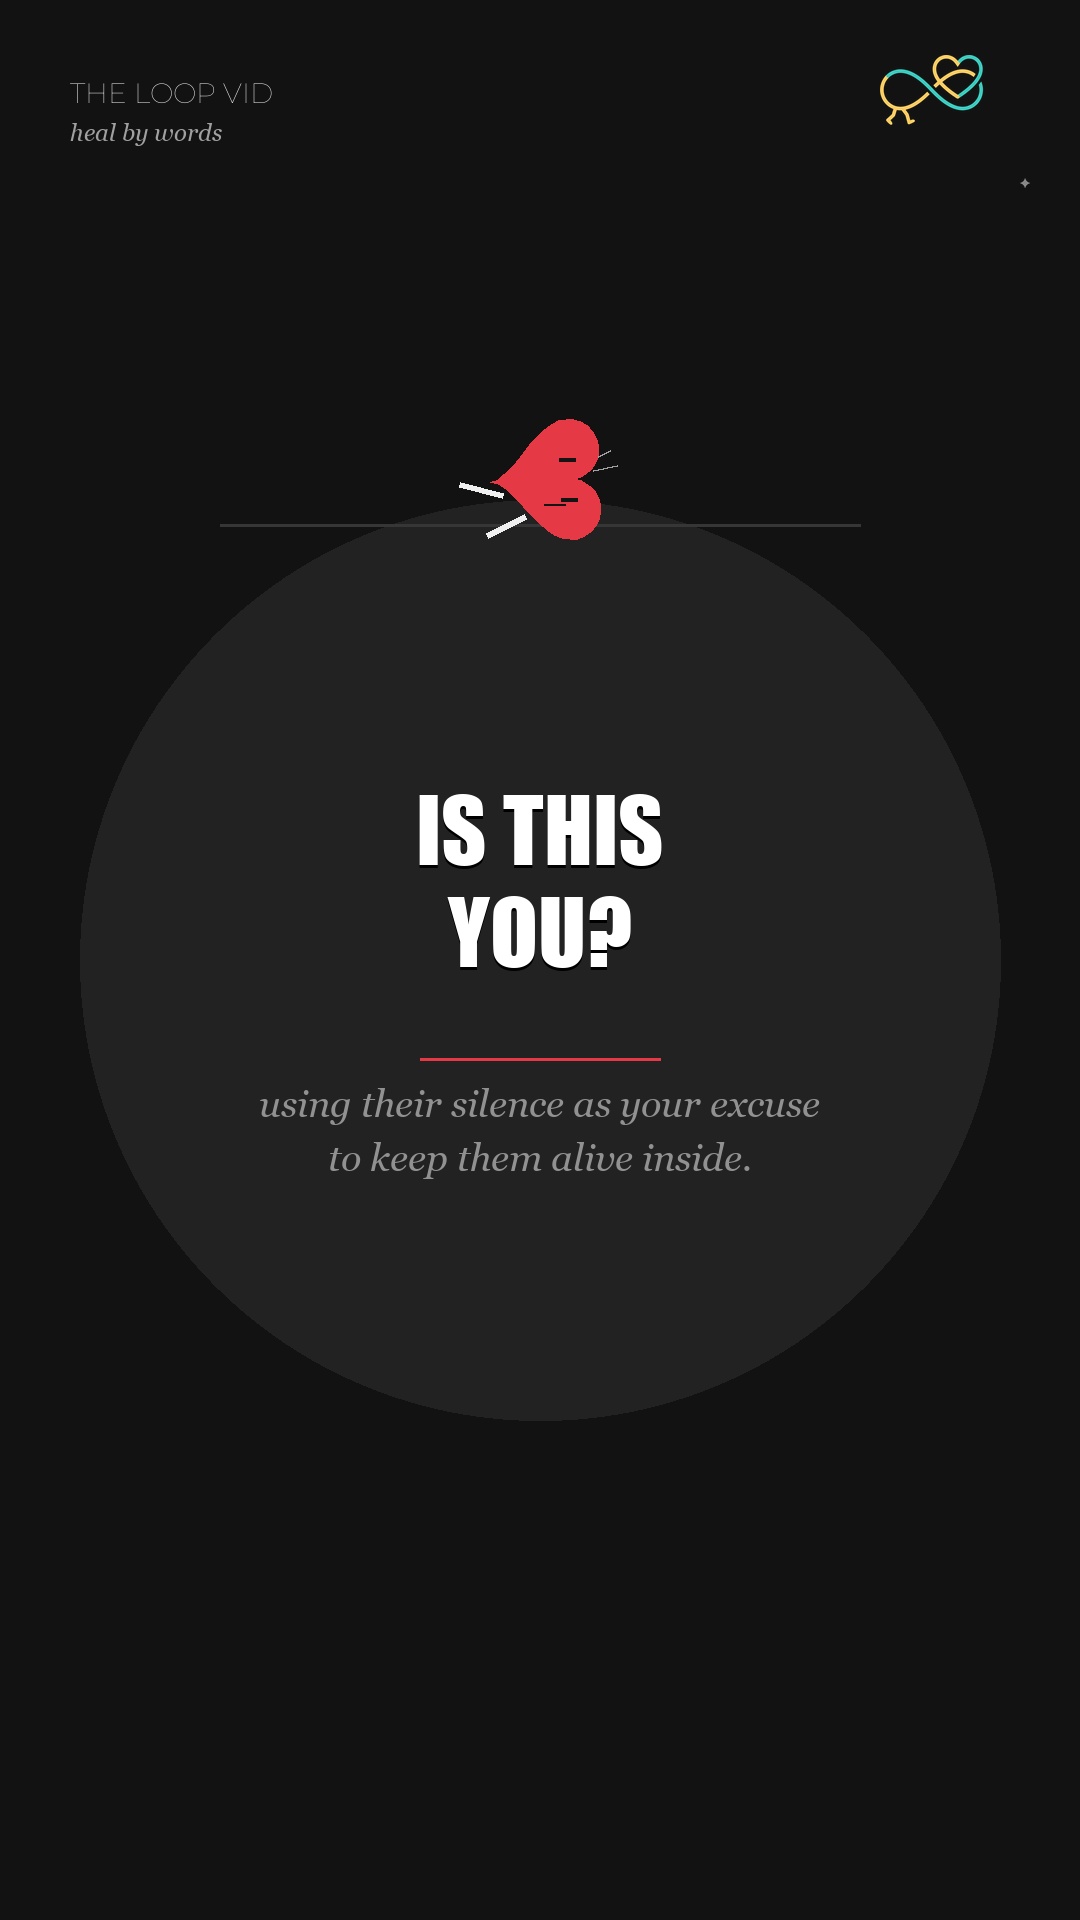 THE LOOP VID
heal by words
IS THIS
YOU?
using their silence as your excuse
to keep them alive inside.